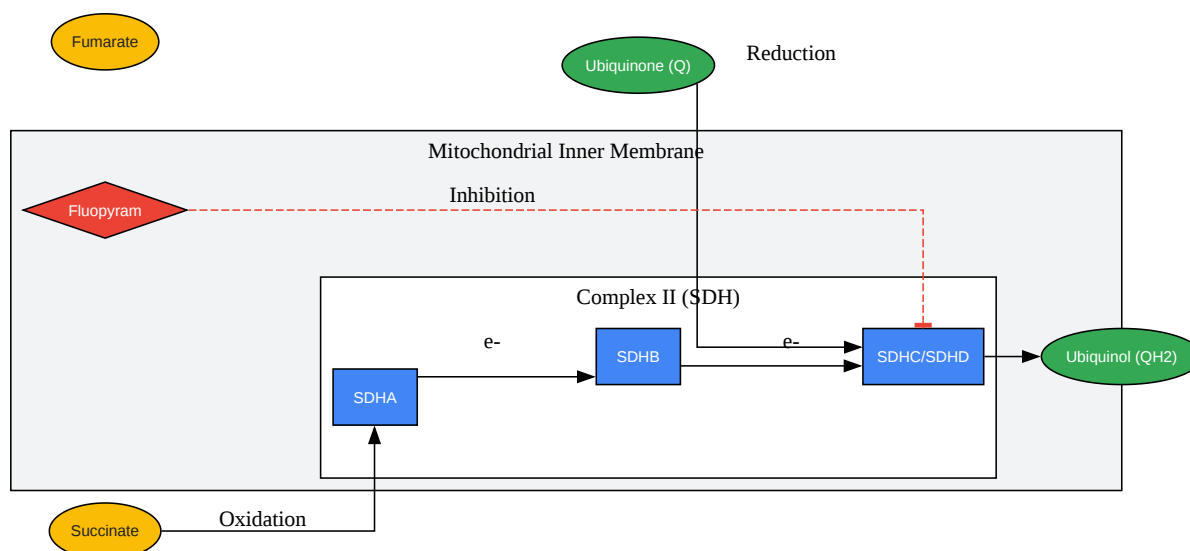 Fumarate
Ubiquinone (Q)
Reduction
Mitochondrial Inner Membrane
Fluopyram
Inhibition
Complex II (SDH)
e-
e-
SDHB
SDHC/SDHD
Ubiquinol (QH2)
SDHA
Oxidation
Succinate